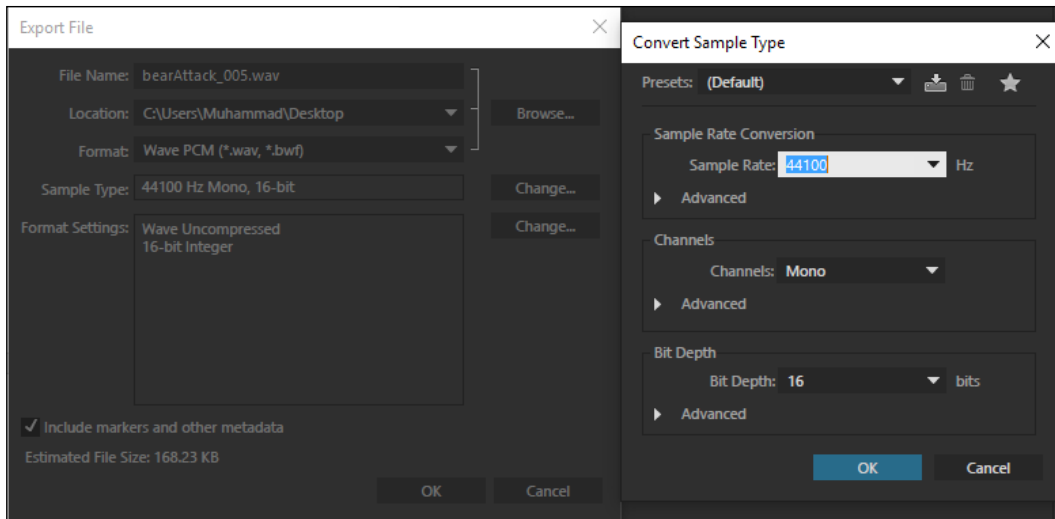 Export File
File Name: bearAttack_005.wav
Location: C:\Users\Muhammad\Desktop
Browse...
Format: Wave PCM (*.wav, *.bwf)
Sample Type: 44100 Hz Mono, 16-bit
Change...
Format Settings: Wave Uncompressed
16-bit Integer
Change...
Include markers and other metadata
Estimated File Size: 168.23 KB
OK
Cancel
Convert Sample Type
Presets: (Default)
Sample Rate Conversion
Sample Rate: 44100 Hz
Advanced
Channels
Channels: Mono
Advanced
Bit Depth
Bit Depth: 16 bits
Advanced
OK
Cancel